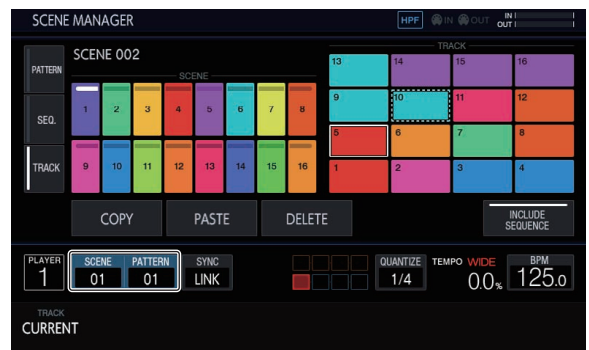 SCENE MANAGER
HPF IN OUT IN
OUT
SCENE 002
TRACK
PATTERN
SCENE
13 14 15 16
SEQ.
1 2 3 4 5 6 7 8
9 10 11 12
5 6 7 8
TRACK
9 10 11 12 13 14 15 16
1 2 3 4
COPY PASTE DELETE INCLUDE
SEQUENCE
PLAYER SCENE PATTERN SYNC QUANTIZE TEMPO WIDE BPM
1 01 01 LINK 1/4 0.0% 125.0
TRACK
CURRENT